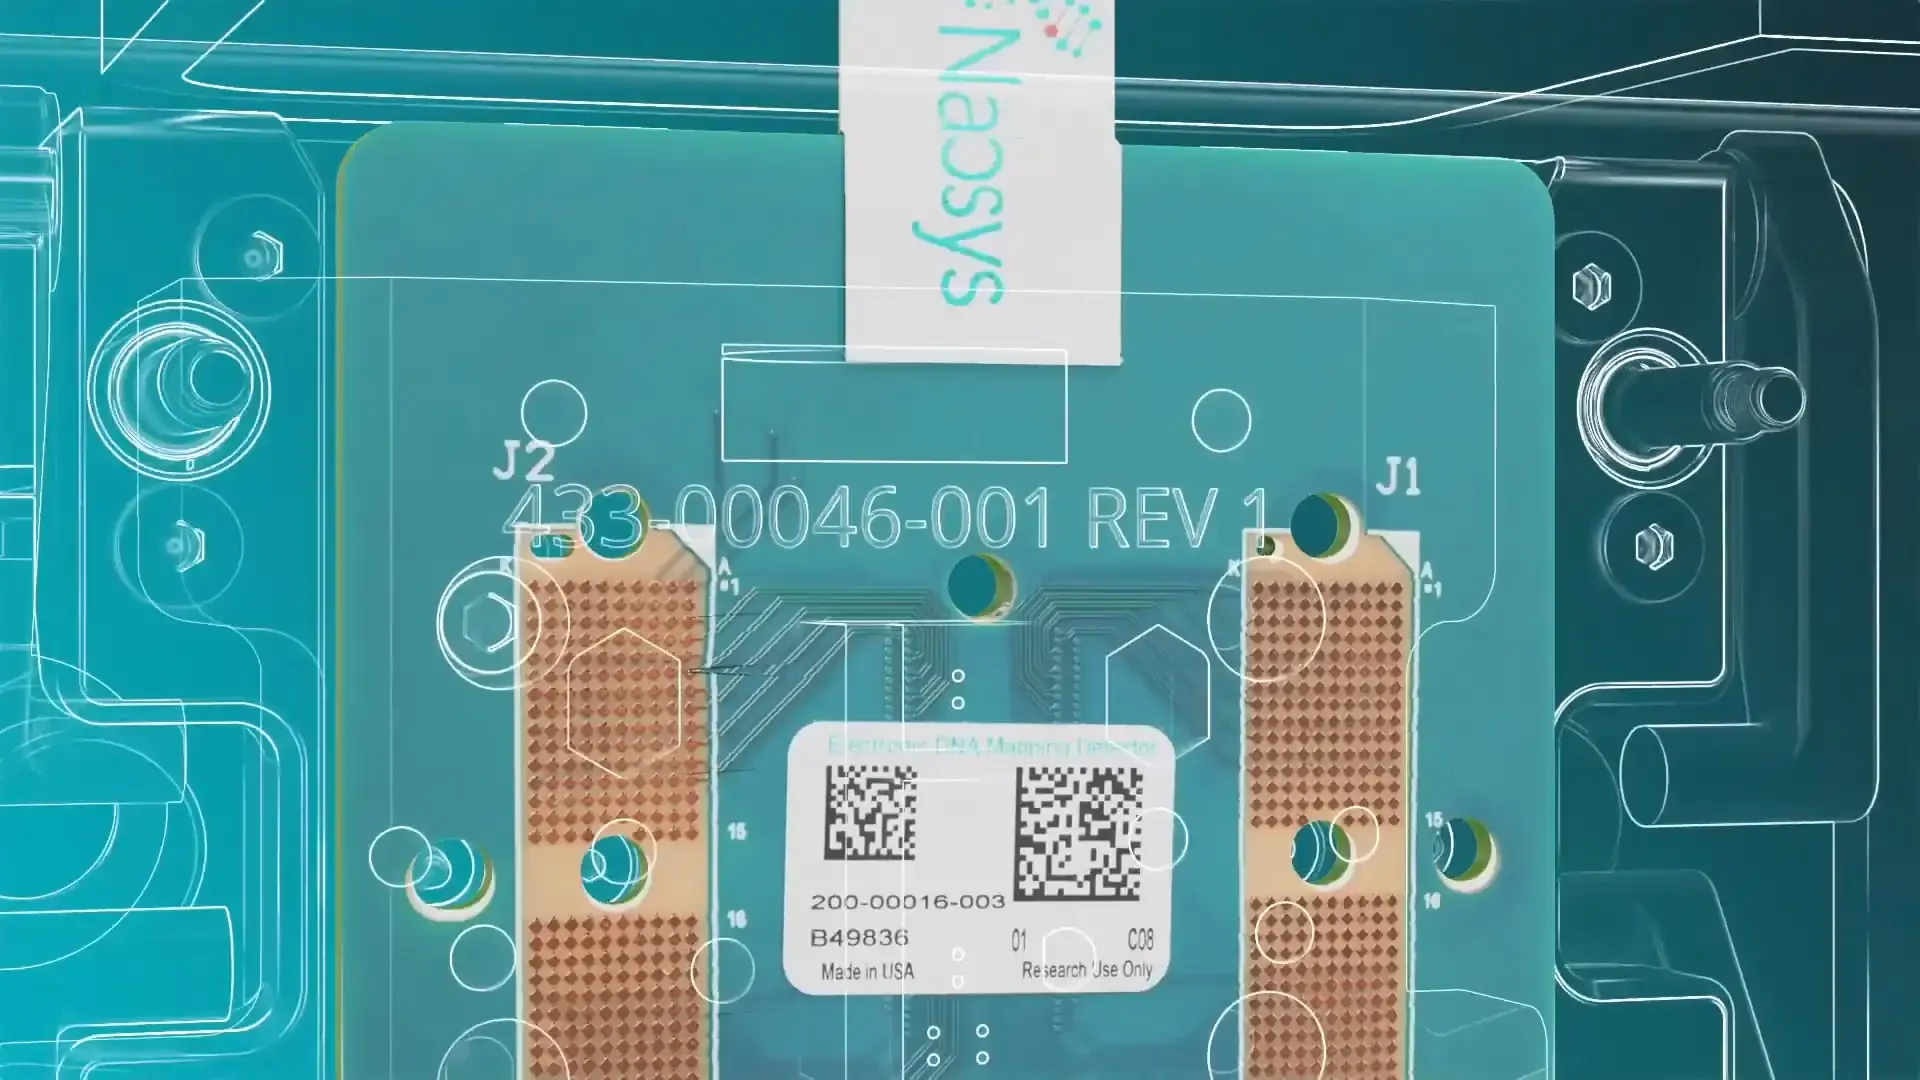 Nabsys
J2
J1
433-00046-001 REV 1
K
A
1
K
A
1
Electronic DNA Mapping Detector
15
15
200-00016-003
16
16
B49836
01
C08
Made in USA
Research Use Only